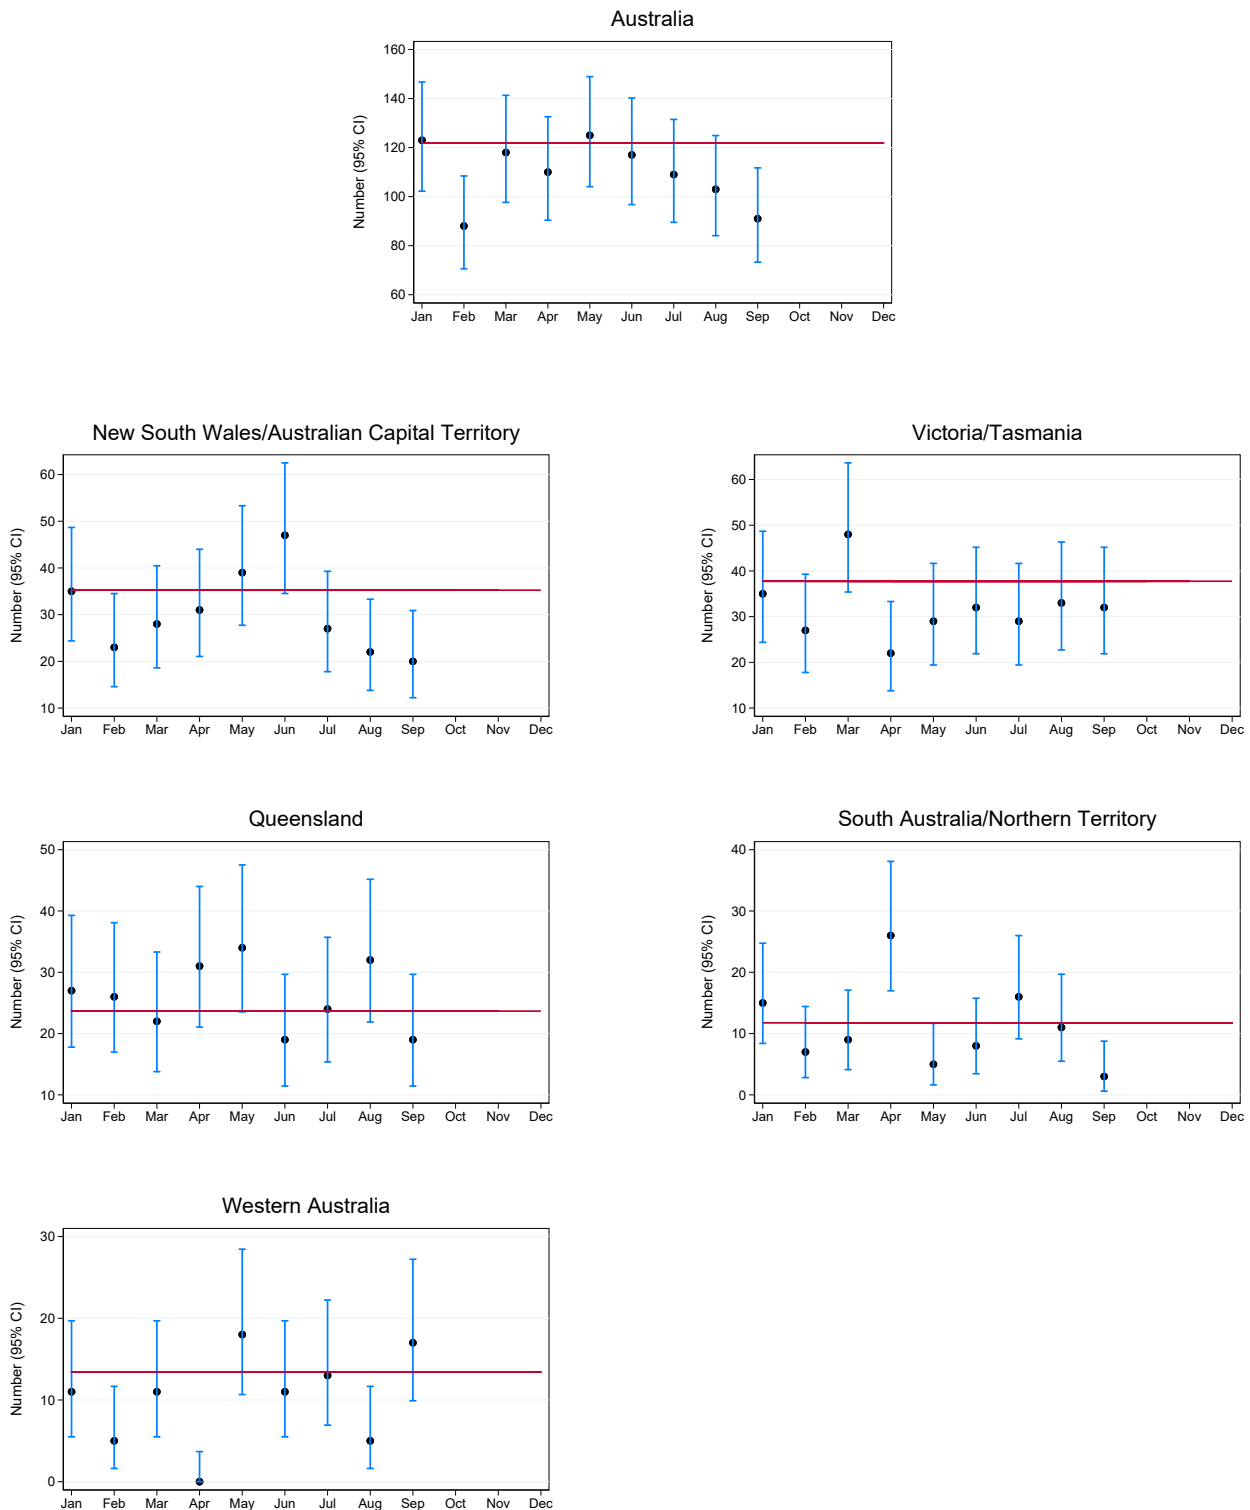 Australia
Number (95% CI)
160
140
120
100
80
60
Jan Feb Mar Apr May Jun Jul Aug Sep Oct Nov Dec
New South Wales/Australian Capital Territory
Number (95% CI)
60
50
40
30
20
10
Jan Feb Mar Apr May Jun Jul Aug Sep Oct Nov Dec
Victoria/Tasmania
Number (95% CI)
60
50
40
30
20
10
Jan Feb Mar Apr May Jun Jul Aug Sep Oct Nov Dec
Queensland
Number (95% CI)
50
40
30
20
10
Jan Feb Mar Apr May Jun Jul Aug Sep Oct Nov Dec
South Australia/Northern Territory
Number (95% CI)
40
30
20
10
0
Jan Feb Mar Apr May Jun Jul Aug Sep Oct Nov Dec
Western Australia
Number (95% CI)
30
20
10
0
Jan Feb Mar Apr May Jun Jul Aug Sep Oct Nov Dec